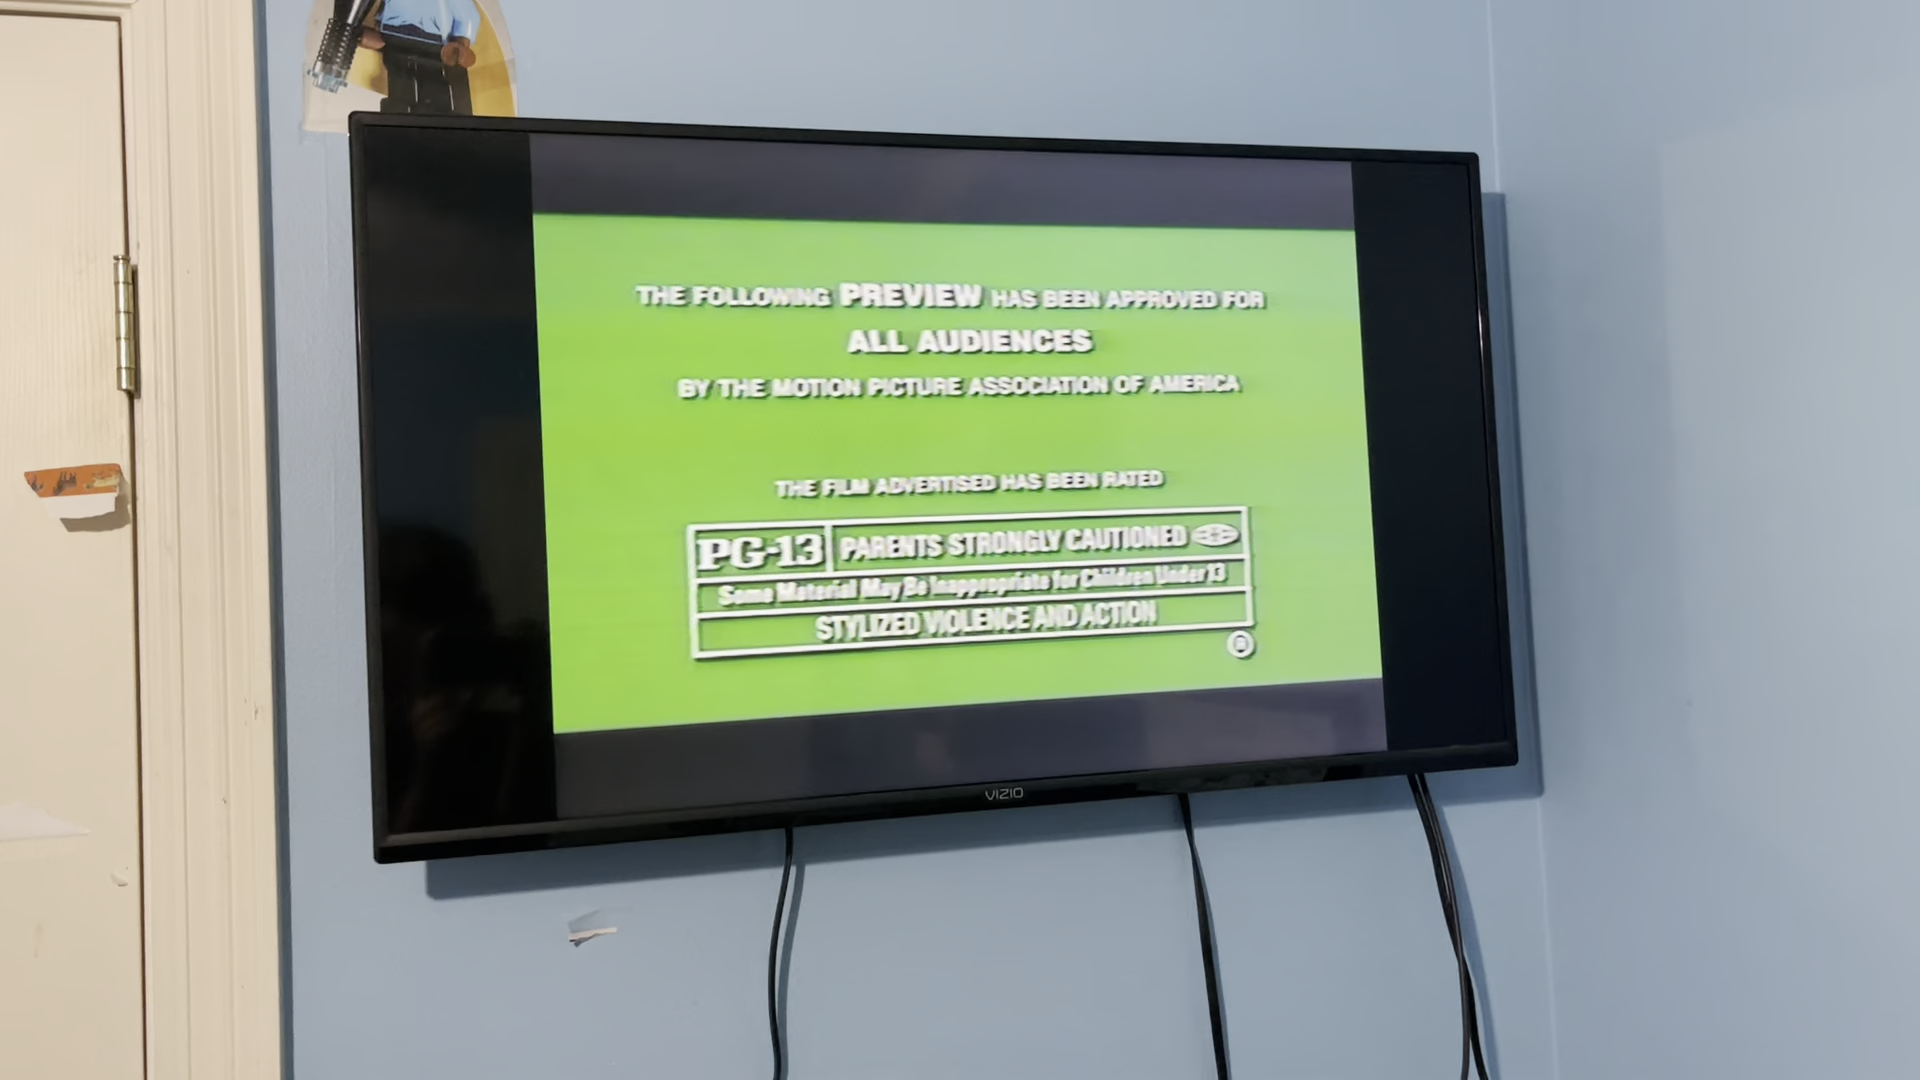 THE FOLLOWING PREVIEW HAS BEEN APPROVED FOR
ALL AUDIENCES
BY THE MOTION PICTURE ASSOCIATION OF AMERICA
THE FILM ADVERTISED HAS BEEN RATED
PG-13 PARENTS STRONGLY CAUTIONED
Some Material May Be Inappropriate for Children Under 13
STYLIZED VIOLENCE AND ACTION
VIZIO